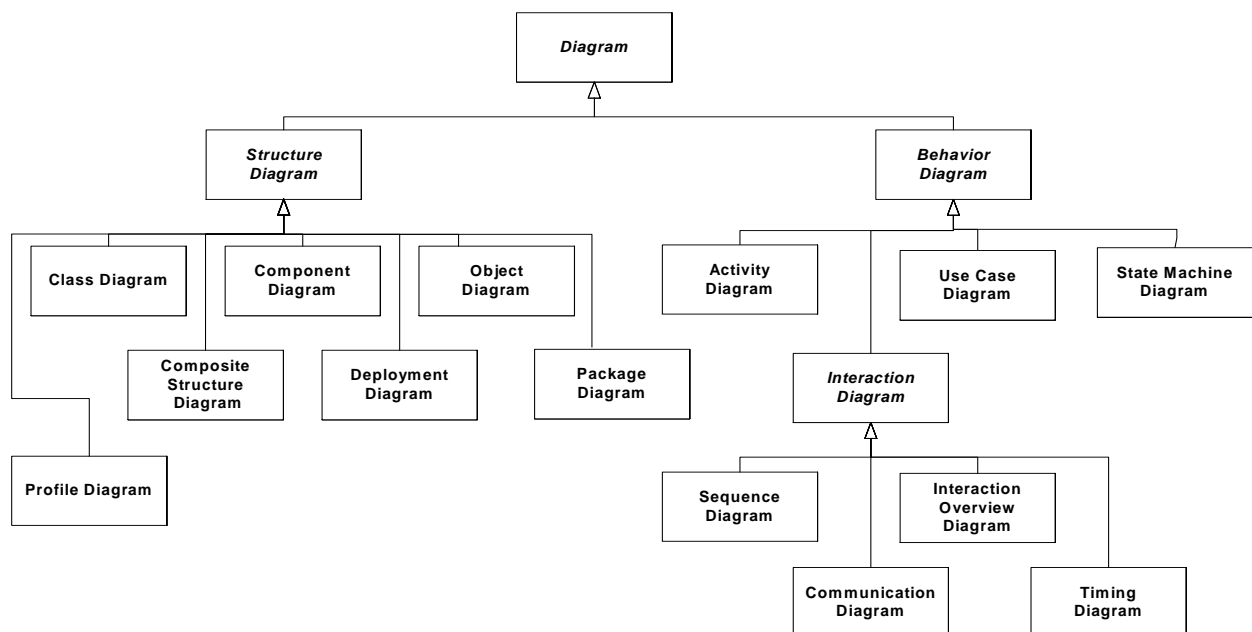 Diagram
Structure
Diagram
Behavior
Diagram
Class Diagram
Component
Diagram
Object
Diagram
Activity
Diagram
Use Case
Diagram
State Machine
Diagram
Composite
Structure
Diagram
Deployment
Diagram
Package
Diagram
Interaction
Diagram
Profile Diagram
Sequence
Diagram
Interaction
Overview
Diagram
Communication
Diagram
Timing
Diagram